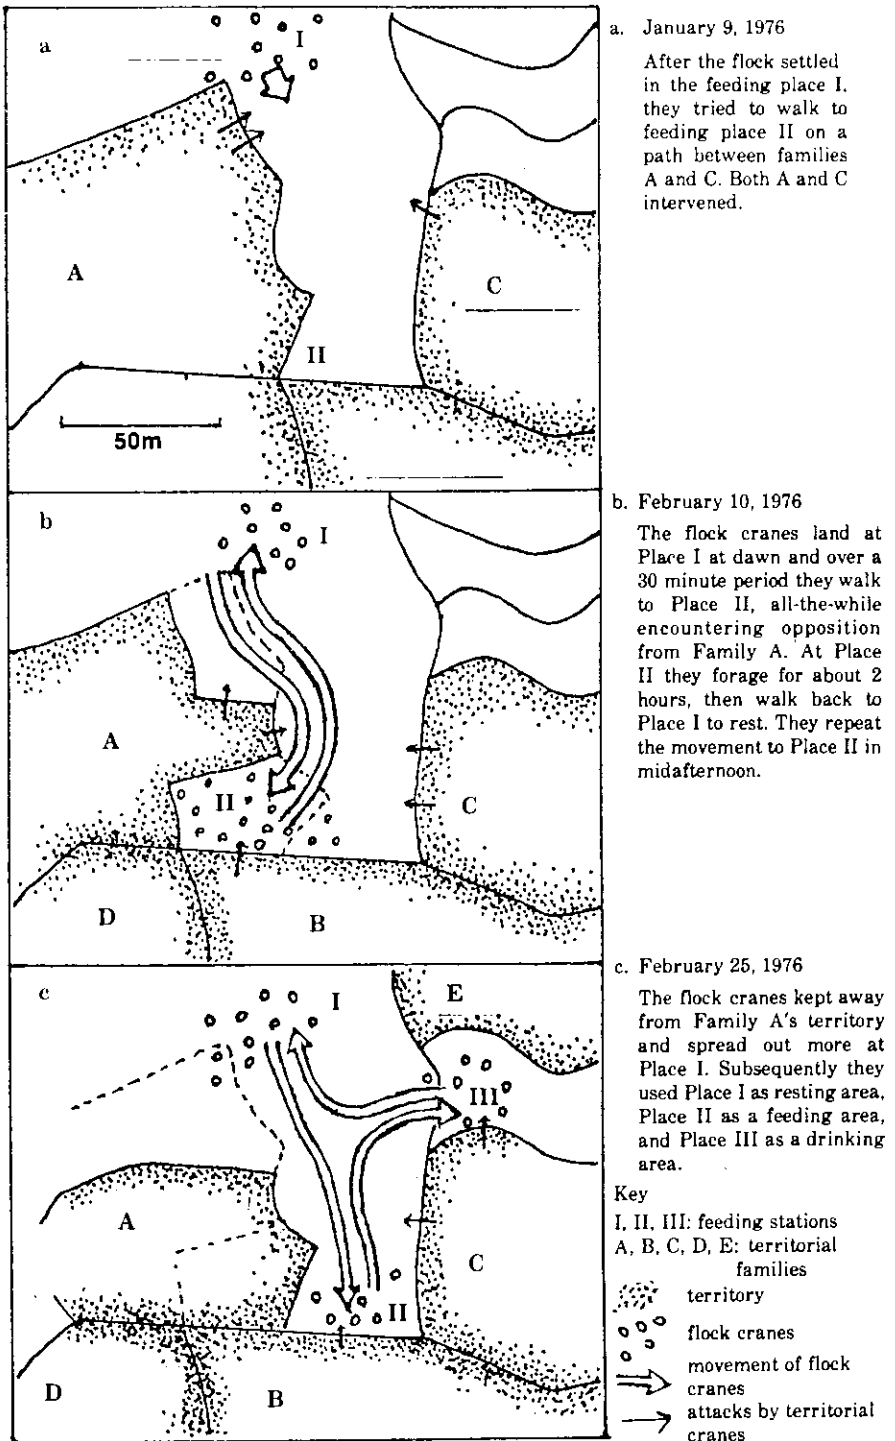 a
I
A
C
II
50m
a. January 9, 1976
After the flock settled
in the feeding place I,
they tried to walk to
feeding place II on a
path between families
A and C. Both A and C
intervened.
b
I
A
II
C
D
B
b. February 10, 1976
The flock cranes land at
Place I at dawn and over a
30 minute period they walk
to Place II, all-the-while
encountering opposition
from Family A. At Place
II they forage for about 2
hours, then walk back to
Place I to rest. They repeat
the movement to Place II in
midafternoon.
c
I
E
III
A
C
II
D
B
c. February 25, 1976
The flock cranes kept away
from Family A's territory
and spread out more at
Place I. Subsequently they
used Place I as resting area,
Place II as a feeding area,
and Place III as a drinking
area.
Key
I, II, III: feeding stations
A, B, C, D, E: territorial
families
territory
flock cranes
movement of flock
cranes
attacks by territorial
cranes